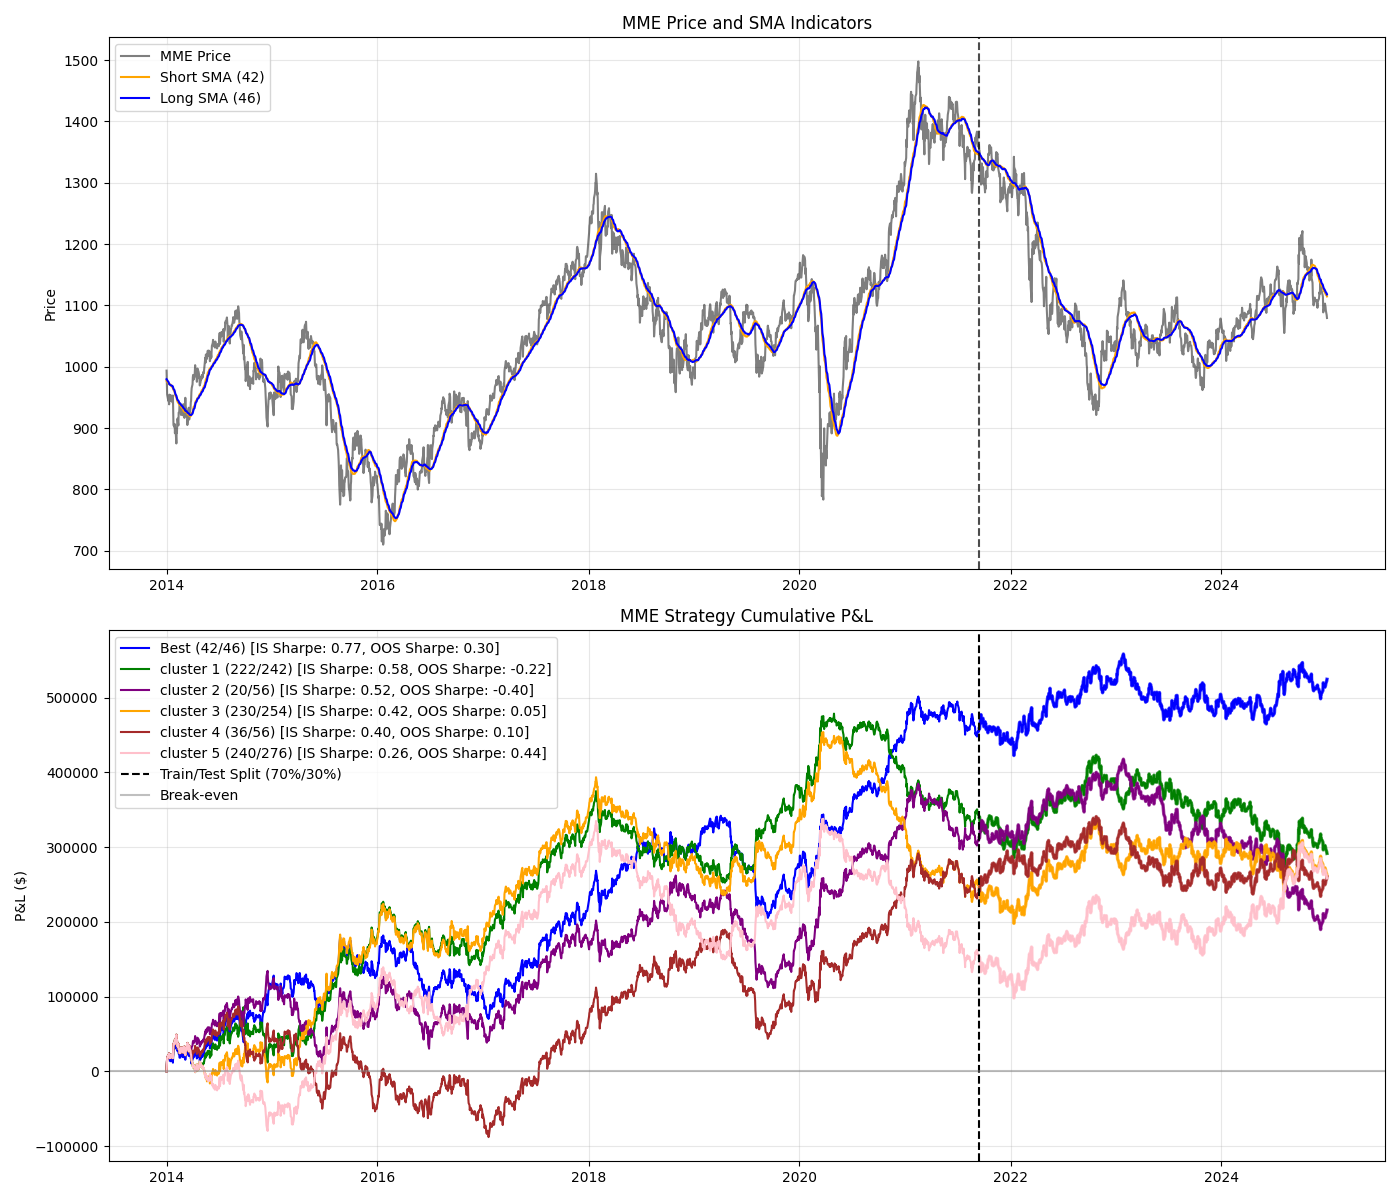 MME Price and SMA Indicators
MME Price
Short SMA (42)
Long SMA (46)
1500
1400
1300
1200
1100
1000
900
800
700
Price
2014
2016
2018
2020
2022
2024
MME Strategy Cumulative P&L
Best (42/46) [IS Sharpe: 0.77, OOS Sharpe: 0.30]
cluster 1 (222/242) [IS Sharpe: 0.58, OOS Sharpe: -0.22]
cluster 2 (20/56) [IS Sharpe: 0.52, OOS Sharpe: -0.40]
cluster 3 (230/254) [IS Sharpe: 0.42, OOS Sharpe: 0.05]
cluster 4 (36/56) [IS Sharpe: 0.40, OOS Sharpe: 0.10]
cluster 5 (240/276) [IS Sharpe: 0.26, OOS Sharpe: 0.44]
Train/Test Split (70%/30%)
Break-even
500000
400000
300000
200000
100000
0
−100000
P&L ($)
2014
2016
2018
2020
2022
2024